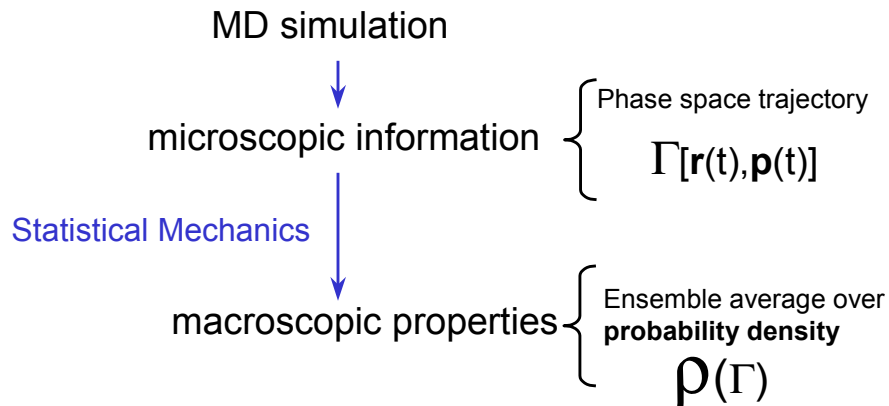 MD simulation
Phase space trajectory
microscopic information
Γ[r(t),p(t)]
Statistical Mechanics
Ensemble average over
macroscopic properties
probability density
ρ(Γ)